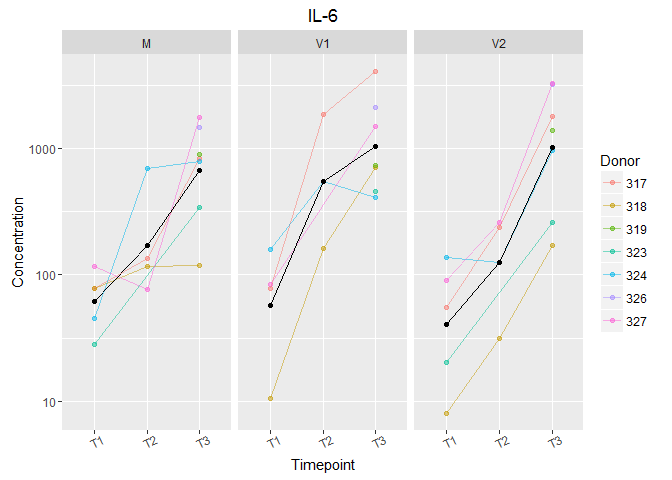 IL-6
M
V1
V2
1000
100
10
Concentration
T1
T2
T3
T1
T2
T3
T1
T2
T3
Timepoint
Donor
317
318
319
323
324
326
327